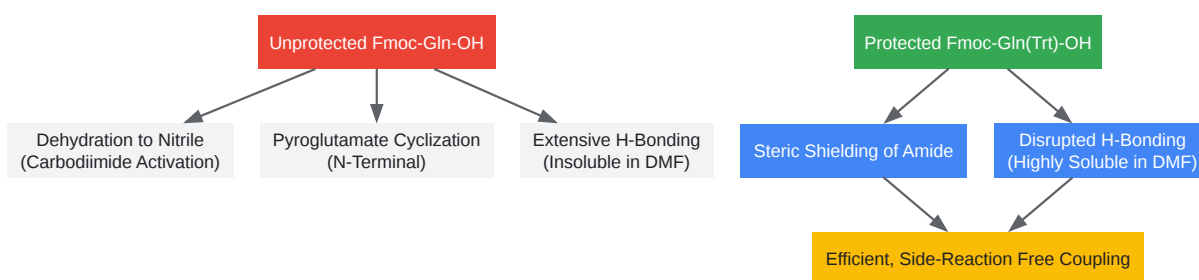 Unprotected Fmoc-Gln-OH
Protected Fmoc-Gln(Trt)-OH
Dehydration to Nitrile
(Carbodiimide Activation)
Pyroglutamate Cyclization
(N-Terminal)
Extensive H-Bonding
(Insoluble in DMF)
Steric Shielding of Amide
Disrupted H-Bonding
(Highly Soluble in DMF)
Efficient, Side-Reaction Free Coupling